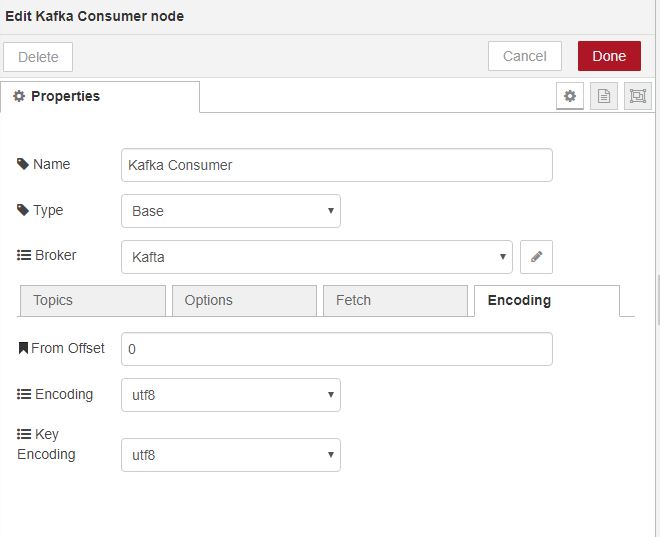 Edit Kafka Consumer node
Delete
Cancel
Done
Properties
Name
Kafka Consumer
Type
Base
Broker
Kafta
Topics
Options
Fetch
Encoding
From Offset
0
Encoding
utf8
Key
Encoding
utf8